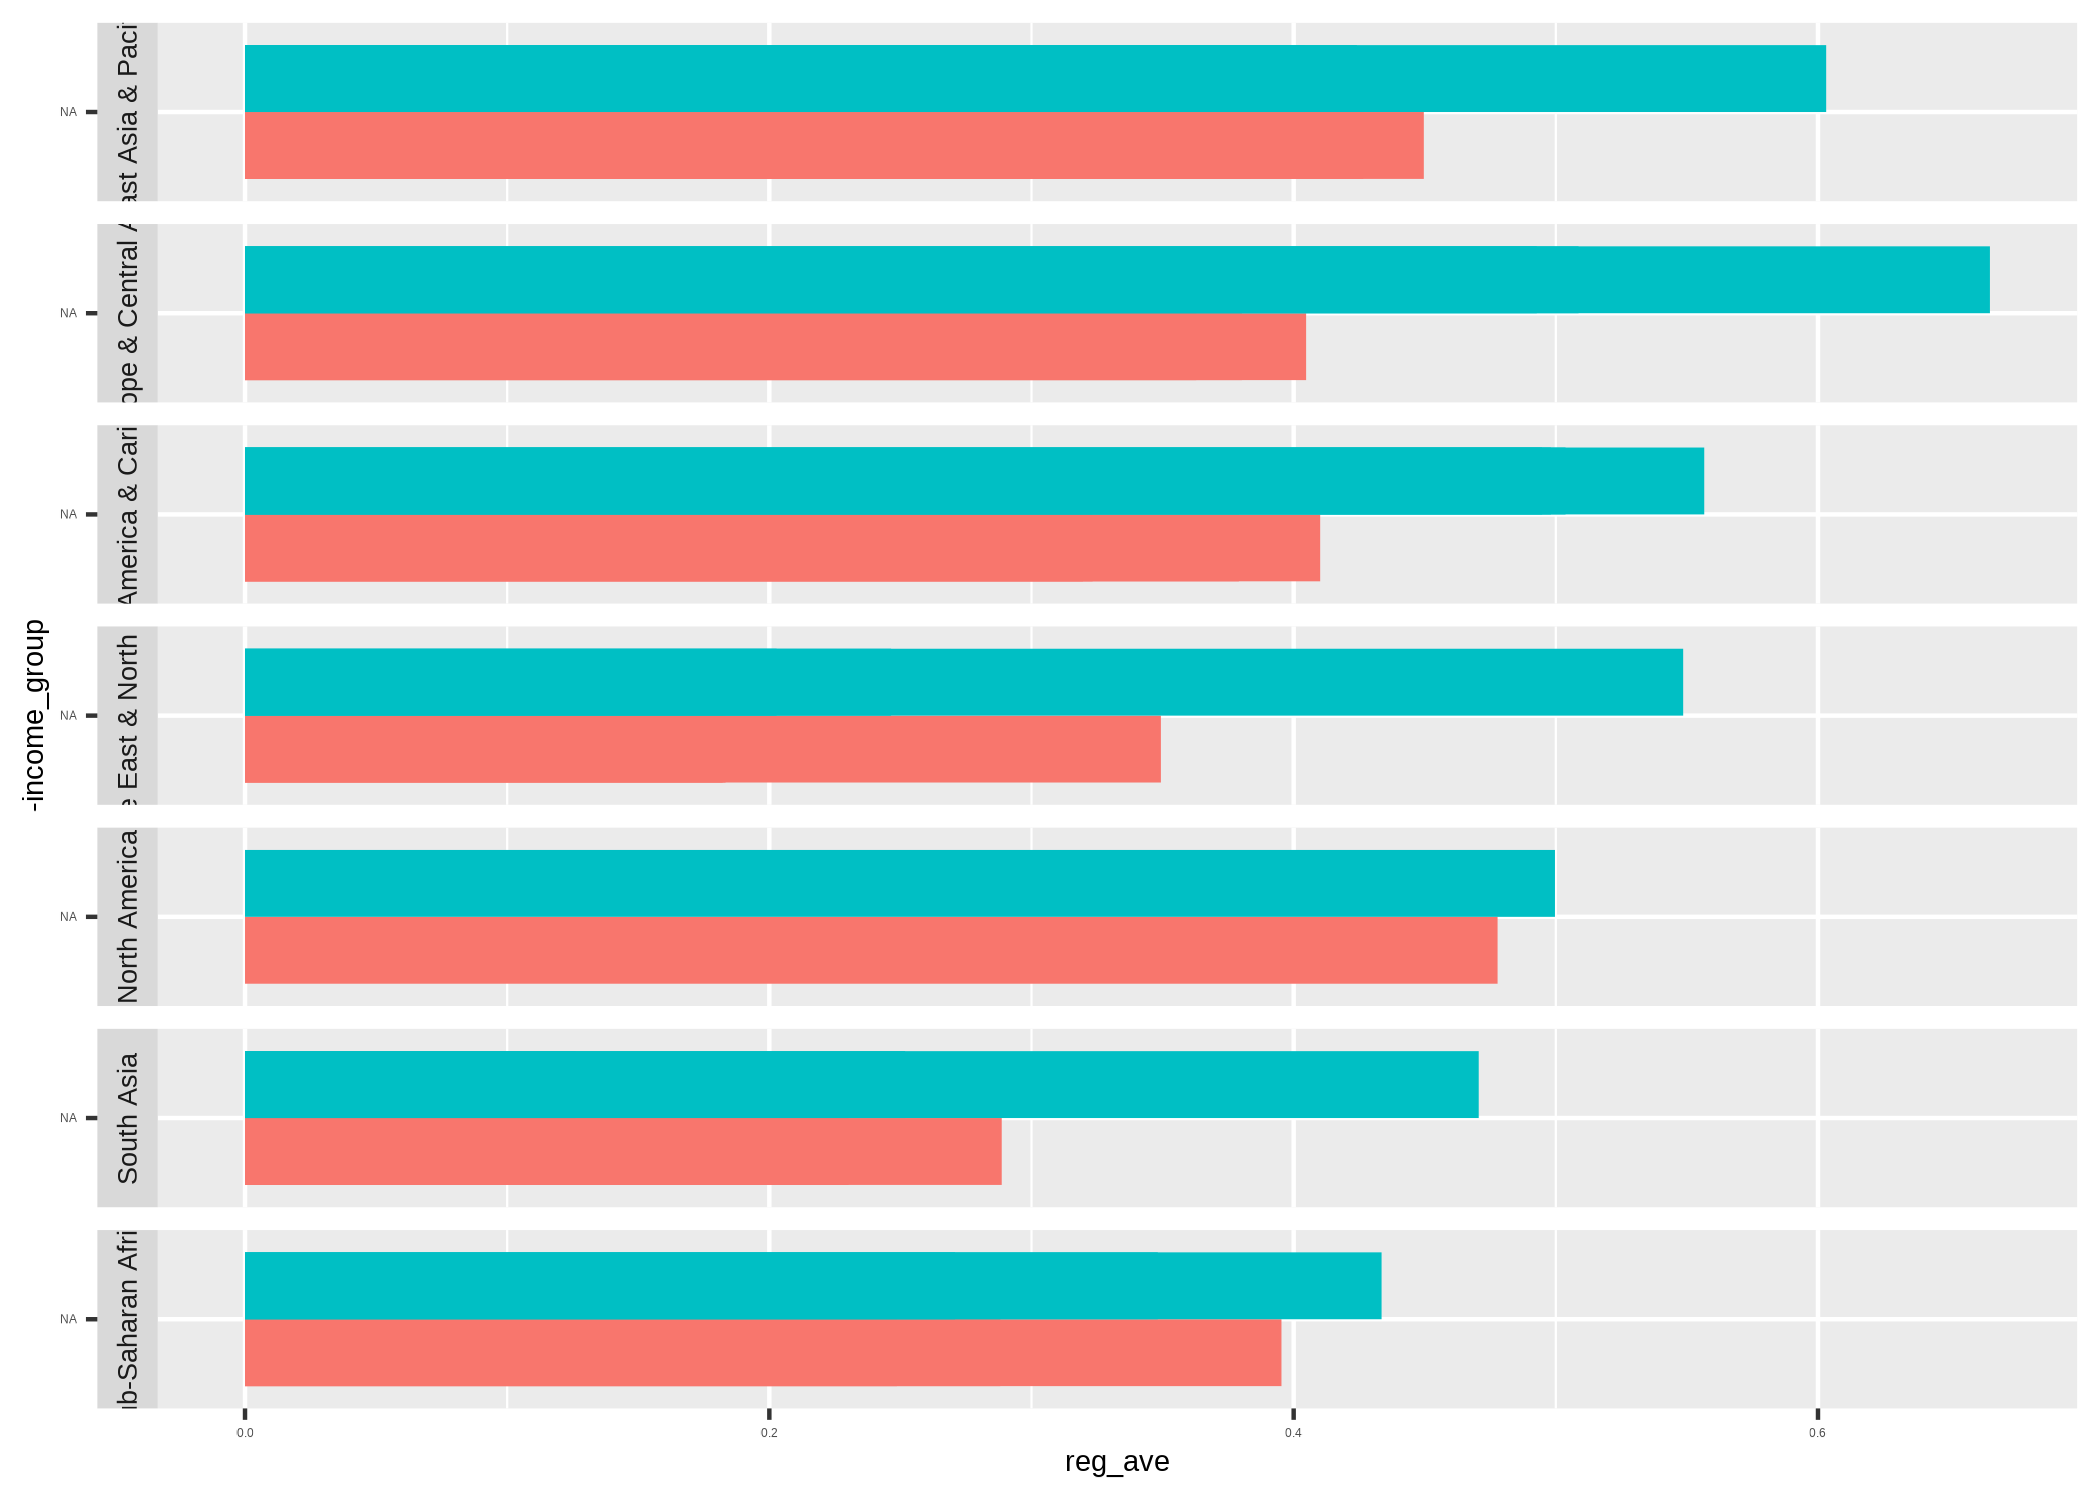 ast Asia & Paci
NA
ope & Central A
NA
America & Cari
NA
e East & North
NA
North America
NA
South Asia
NA
ub-Saharan Afri
NA
-income_group
0.0 0.2 0.4 0.6
reg_ave